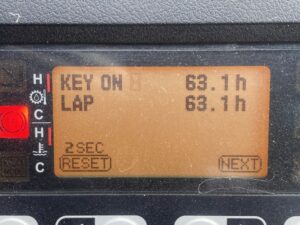 H
C
H
C
KEY ON 63.1h
LAP 63.1h
2SEC
RESET NEXT